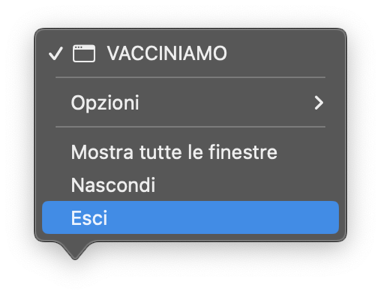 VACCINIAMO
Opzioni
Mostra tutte le finestre
Nascondi
Esci